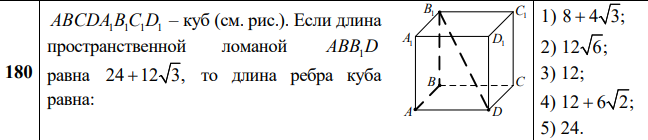 180
ABCDA₁B₁C₁D₁ – куб (см. рис.). Если длина
пространственной ломаной ABB₁D
равна 24 + 12√3, то длина ребра куба
равна:
B₁ C₁
A₁ D₁
B C
A D
1) 8 + 4√3;
2) 12√6;
3) 12;
4) 12 + 6√2;
5) 24.